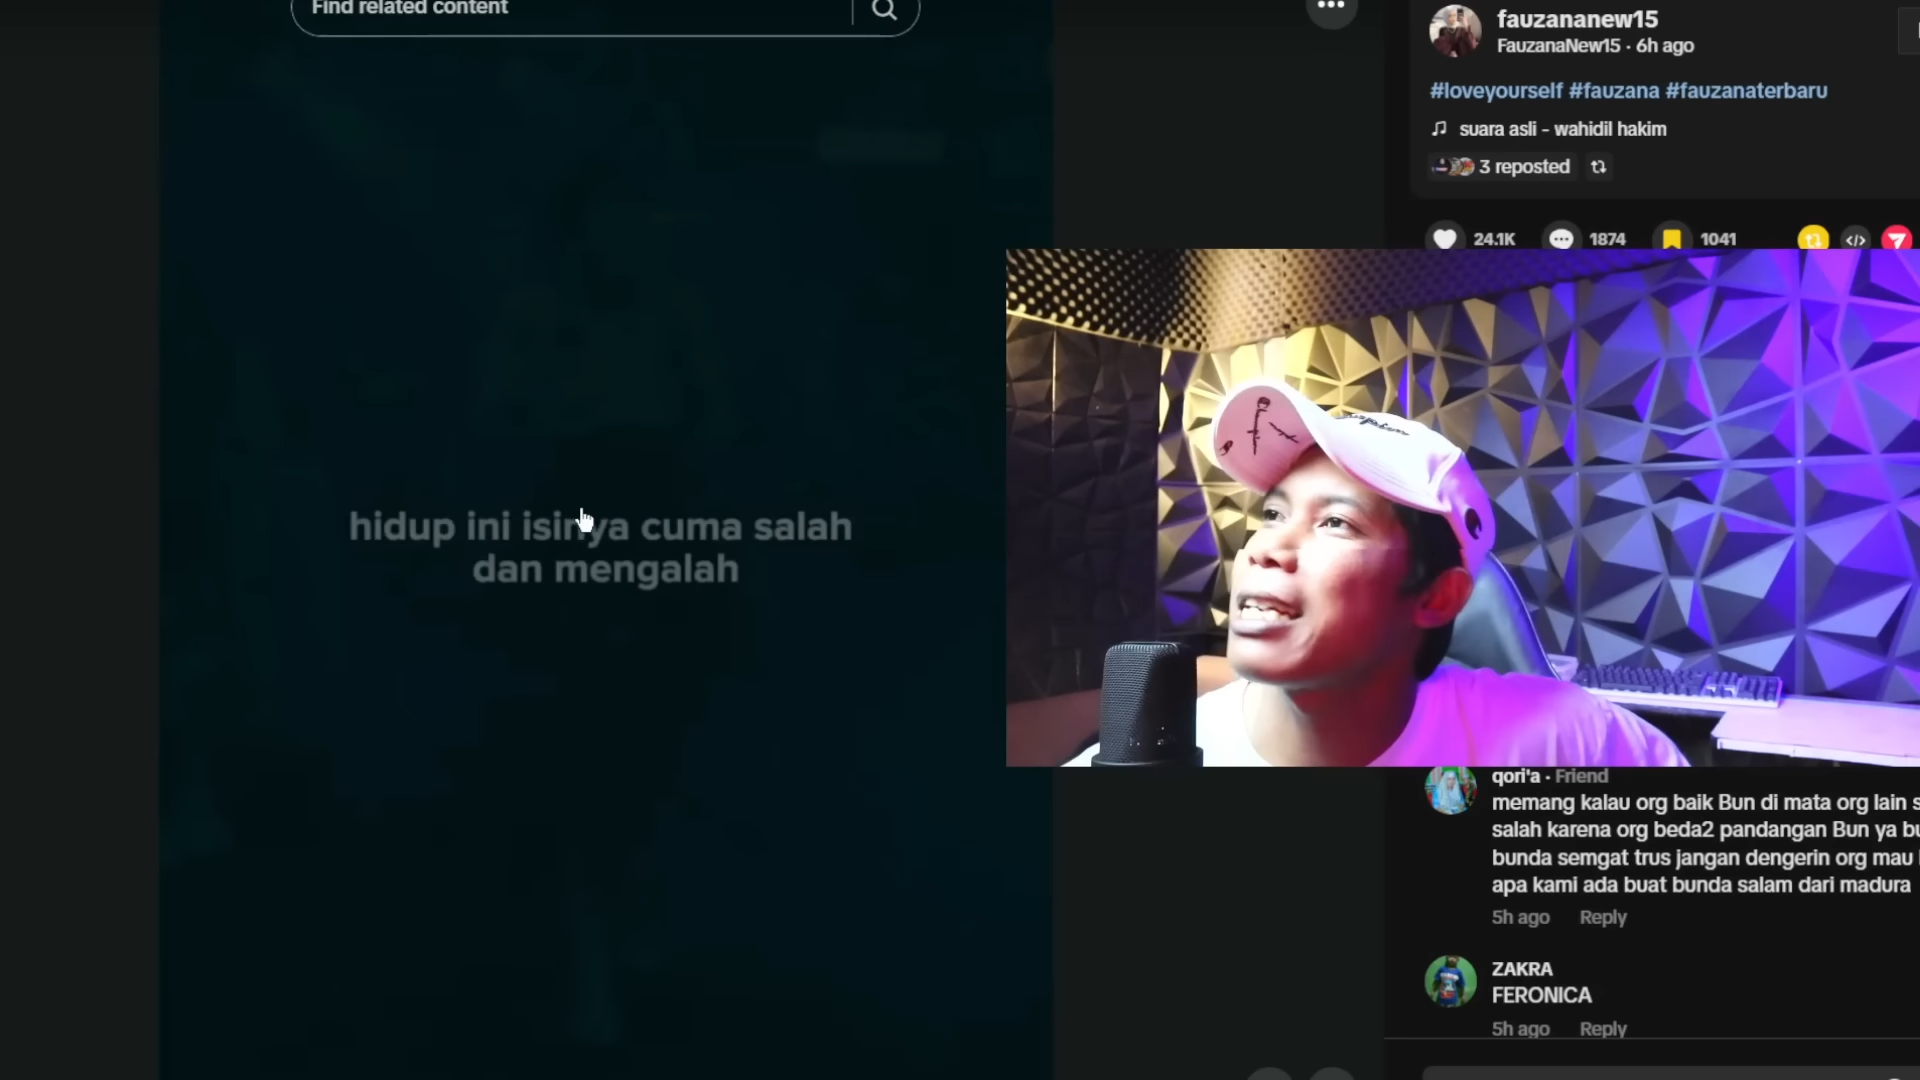 Find related content
fauzananew15
FauzanaNew15 · 6h ago
#loveyourself #fauzana #fauzanaterbaru
suara asli - wahidil hakim
3 reposted
24.1K 1874 1041
hidup ini isinya cuma salah
dan mengalah
qori'a · Friend
memang kalau org baik Bun di mata org lain
salah karena org beda2 pandangan Bun ya
bunda semgat trus jangan dengerin org mau
apa kami ada buat bunda salam dari madura
5h ago Reply
ZAKRA
FERONICA
5h ago Reply